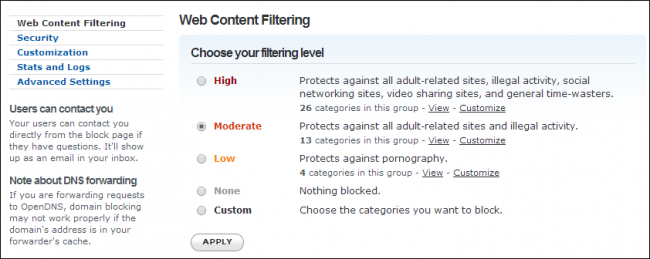 Web Content Filtering
Security
Customization
Stats and Logs
Advanced Settings
Users can contact you
Your users can contact you
directly from the block page if
they have questions. It'll show
up as an email in your inbox.
Note about DNS forwarding
If you are forwarding requests
to OpenDNS, domain blocking
may not work properly if the
domain's address is in your
forwarder's cache.
Web Content Filtering
Choose your filtering level
High
Protects against all adult-related sites, illegal activity, social
networking sites, video sharing sites, and general time-wasters.
26 categories in this group - View - Customize
Moderate
Protects against all adult-related sites and illegal activity.
13 categories in this group - View - Customize
Low
Protects against pornography.
4 categories in this group - View - Customize
None
Nothing blocked.
Custom
Choose the categories you want to block.
APPLY